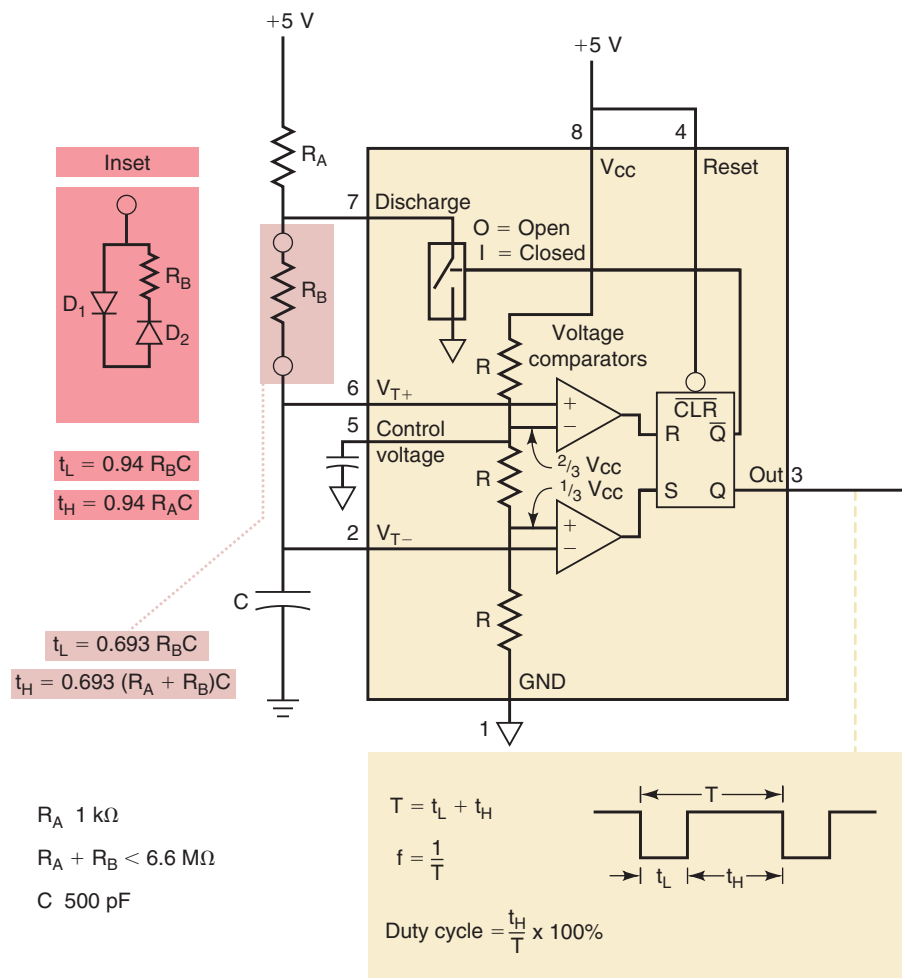 +5 V
+5 V
8
4
R_A
Inset
V_CC
Reset
7
Discharge
O = Open
I = Closed
R_B
R_B
D_1
D_2
Voltage
comparators
R
6
V_T+
+
−
CLR
R
Q
5
Control
voltage
2/3 V_CC
t_L = 0.94 R_BC
R
1/3
V_CC
S
Q
Out
3
t_H = 0.94 R_AC
+
−
2
V_T−
C
R
t_L = 0.693 R_BC
t_H = 0.693 (R_A + R_B)C
GND
1
R_A 1 kΩ
R_A + R_B < 6.6 MΩ
C 500 pF
T = t_L + t_H
T
f = 1/T
t_L
t_H
Duty cycle = t_H/T x 100%